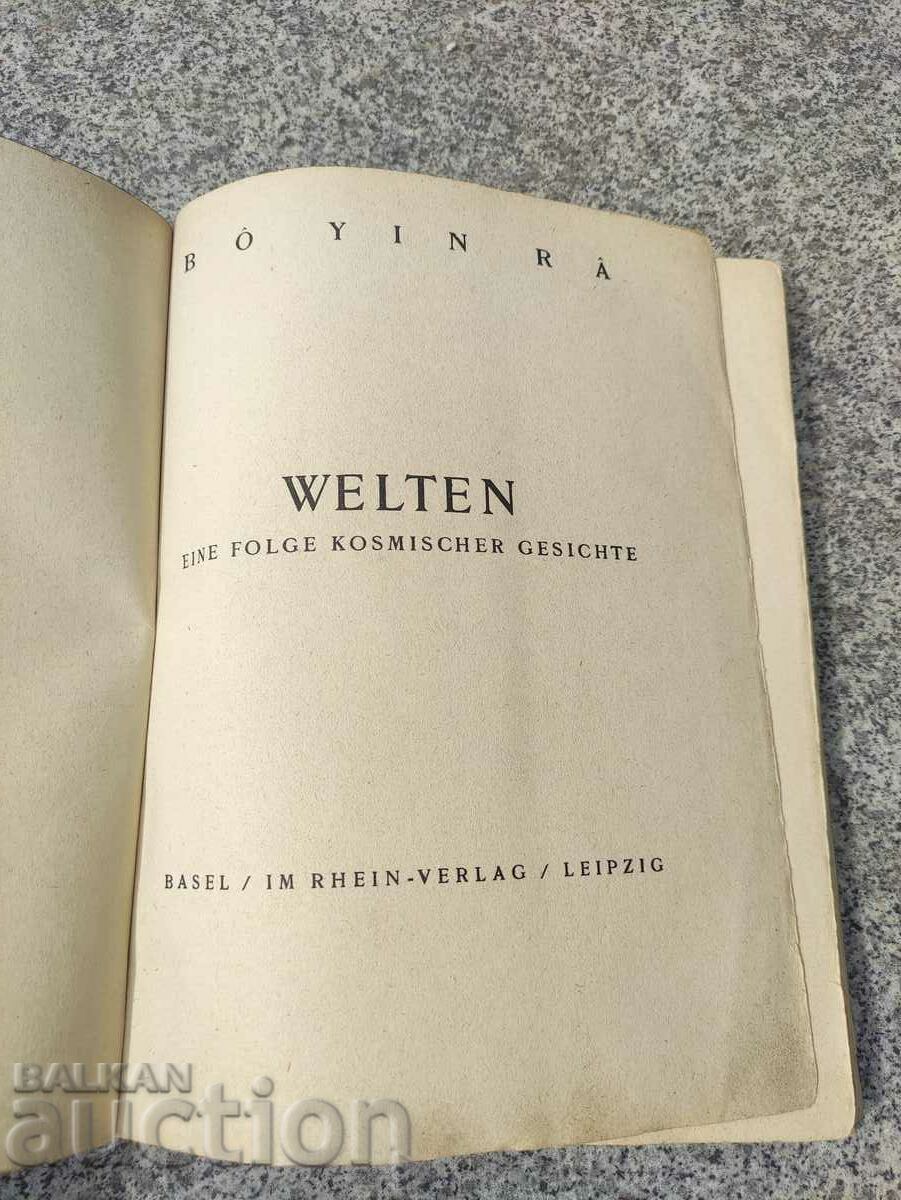 BÔ YIN RÂ
WELTEN
EINE FOLGE KOSMISCHER GESICHTE
BASEL / IM RHEIN-VERLAG / LEIPZIG
BALKAN
auction